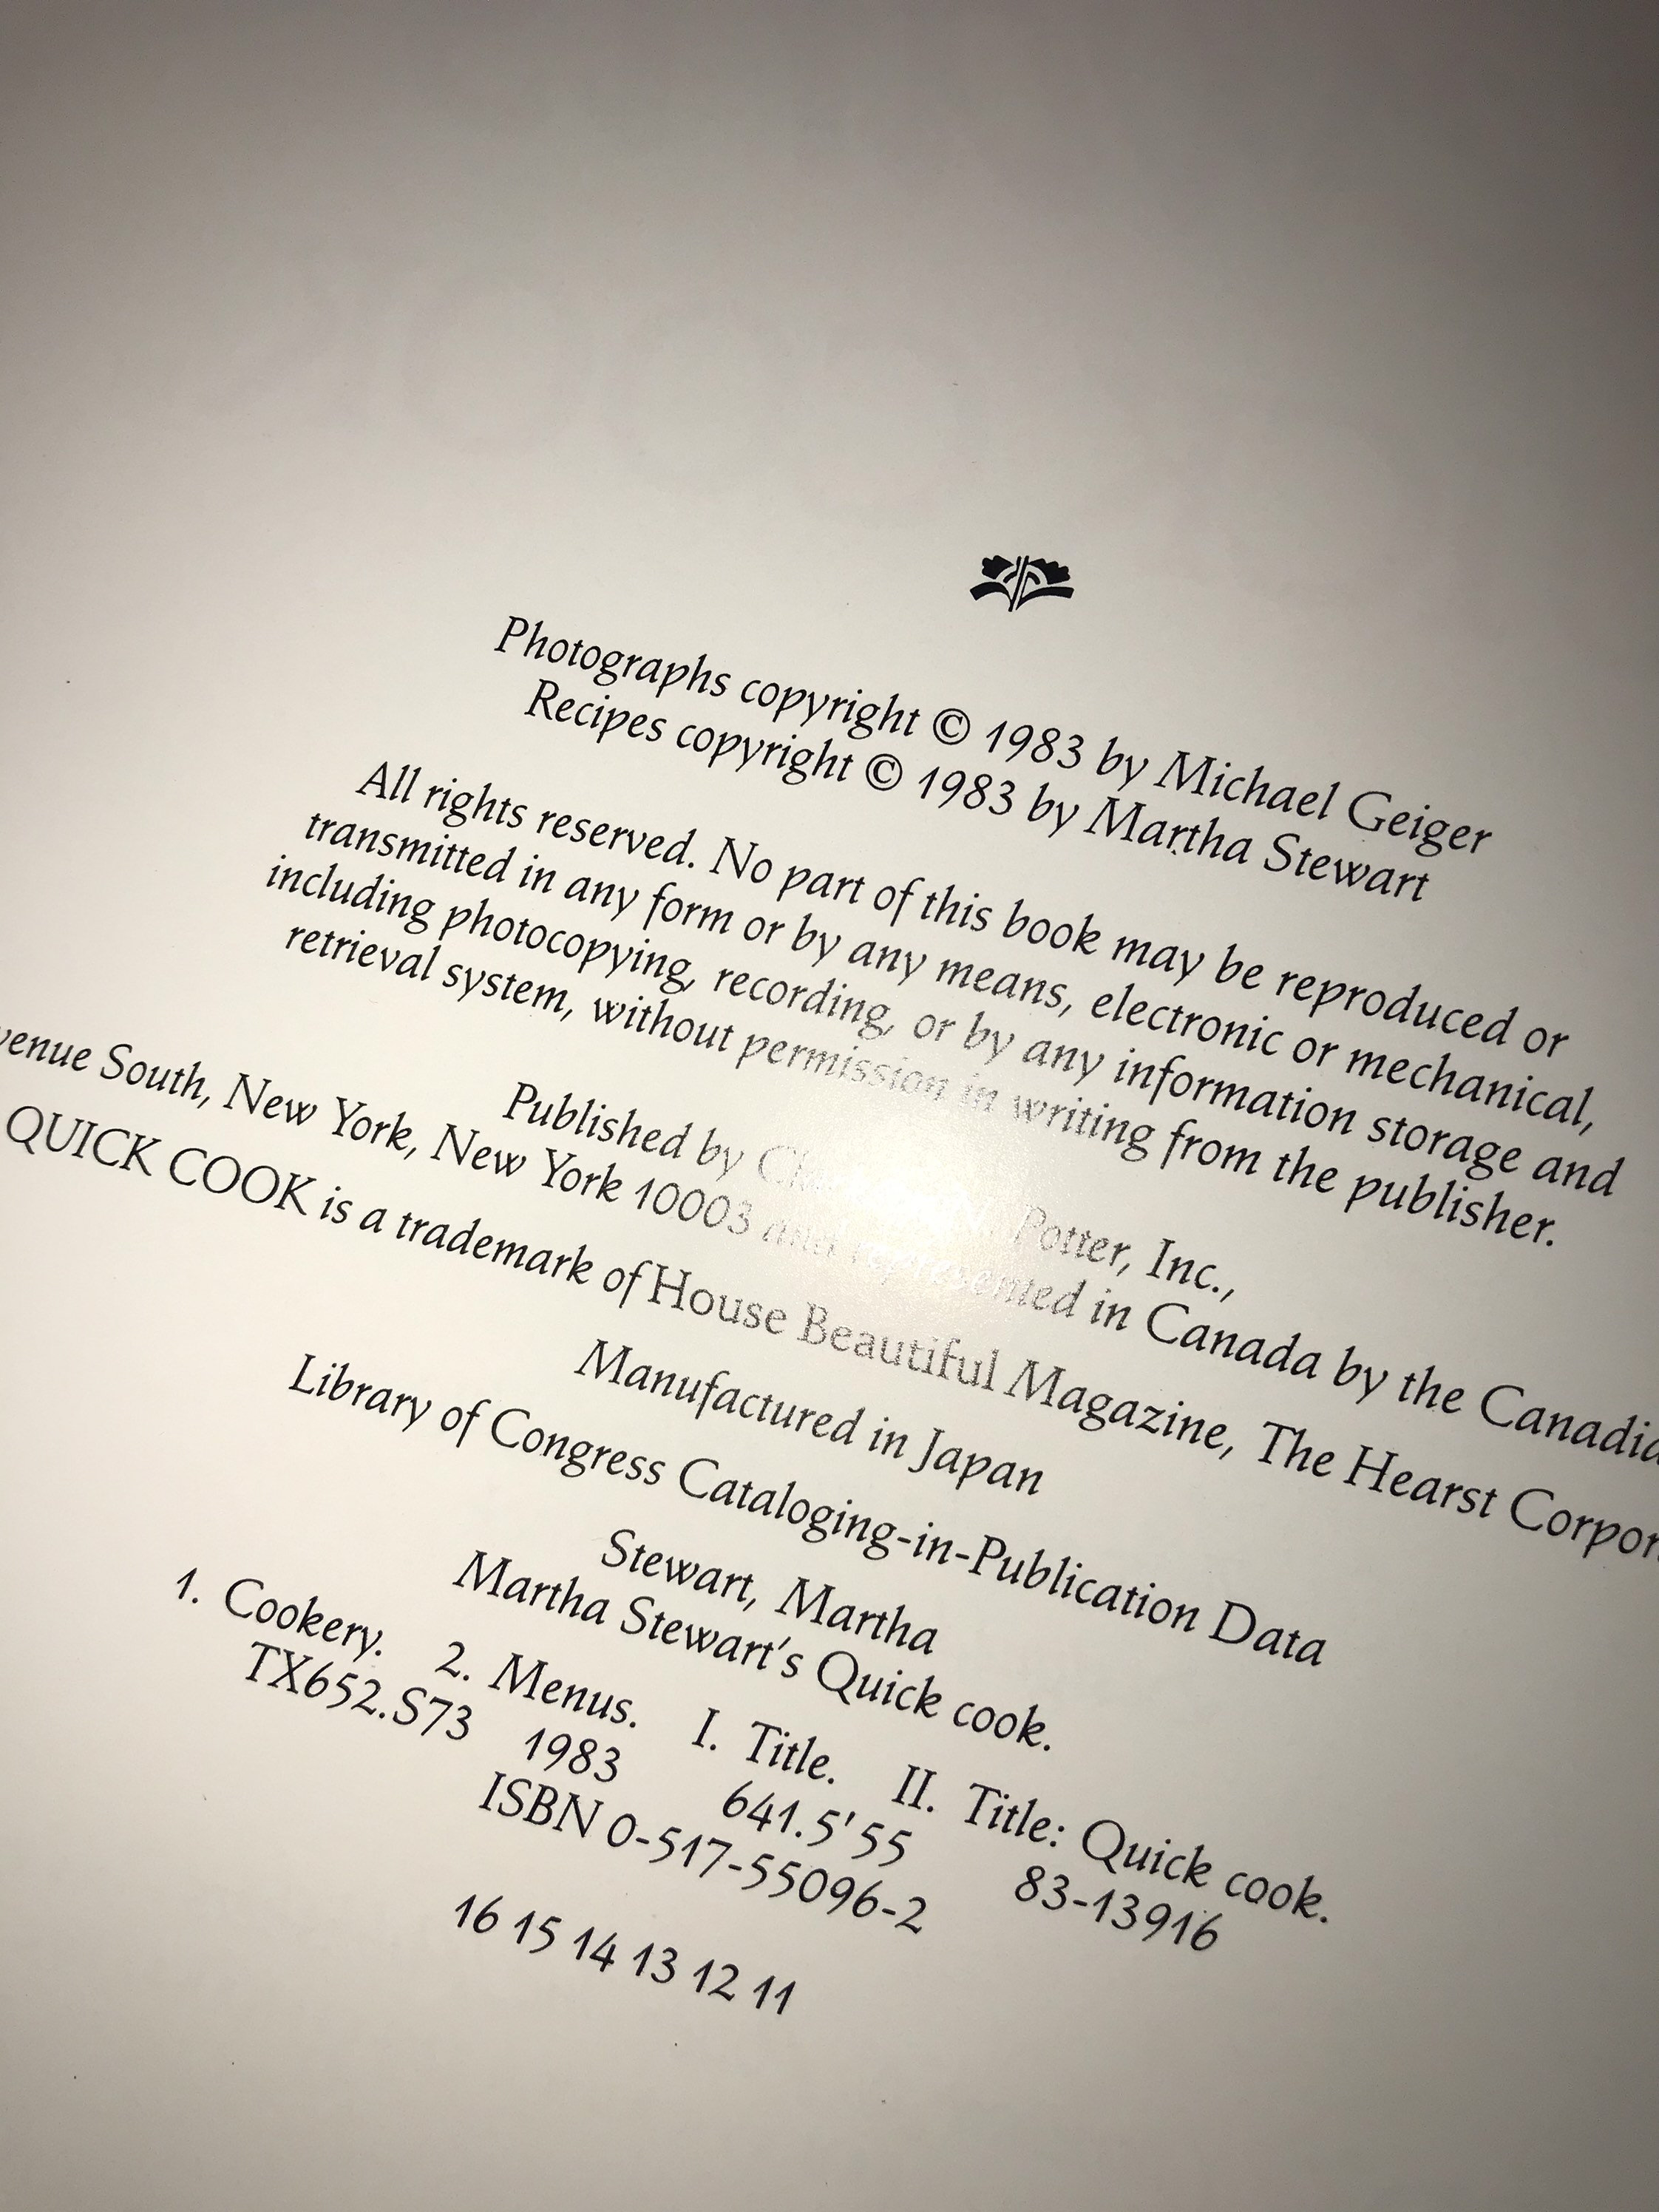 Photographs copyright © 1983 by Michael Geiger
Recipes copyright © 1983 by Martha Stewart
All rights reserved. No part of this book may be reproduced or
transmitted in any form or by any means, electronic or mechanical,
including photocopying, recording, or by any information storage and
retrieval system, without permission in writing from the publisher.
Published by Potter, Inc.,
venue South, New York, New York 10003 and represented in Canada by the Canadia
QUICK COOK is a trademark of House Beautiful Magazine, The Hearst Corpor
Manufactured in Japan
Library of Congress Cataloging-in-Publication Data
Stewart, Martha
Martha Stewart's Quick cook.
1. Cookery. 2. Menus. I. Title. II. Title: Quick cook.
TX652.S73 1983 641.5'55 83-13916
ISBN 0-517-55096-2
16 15 14 13 12 11